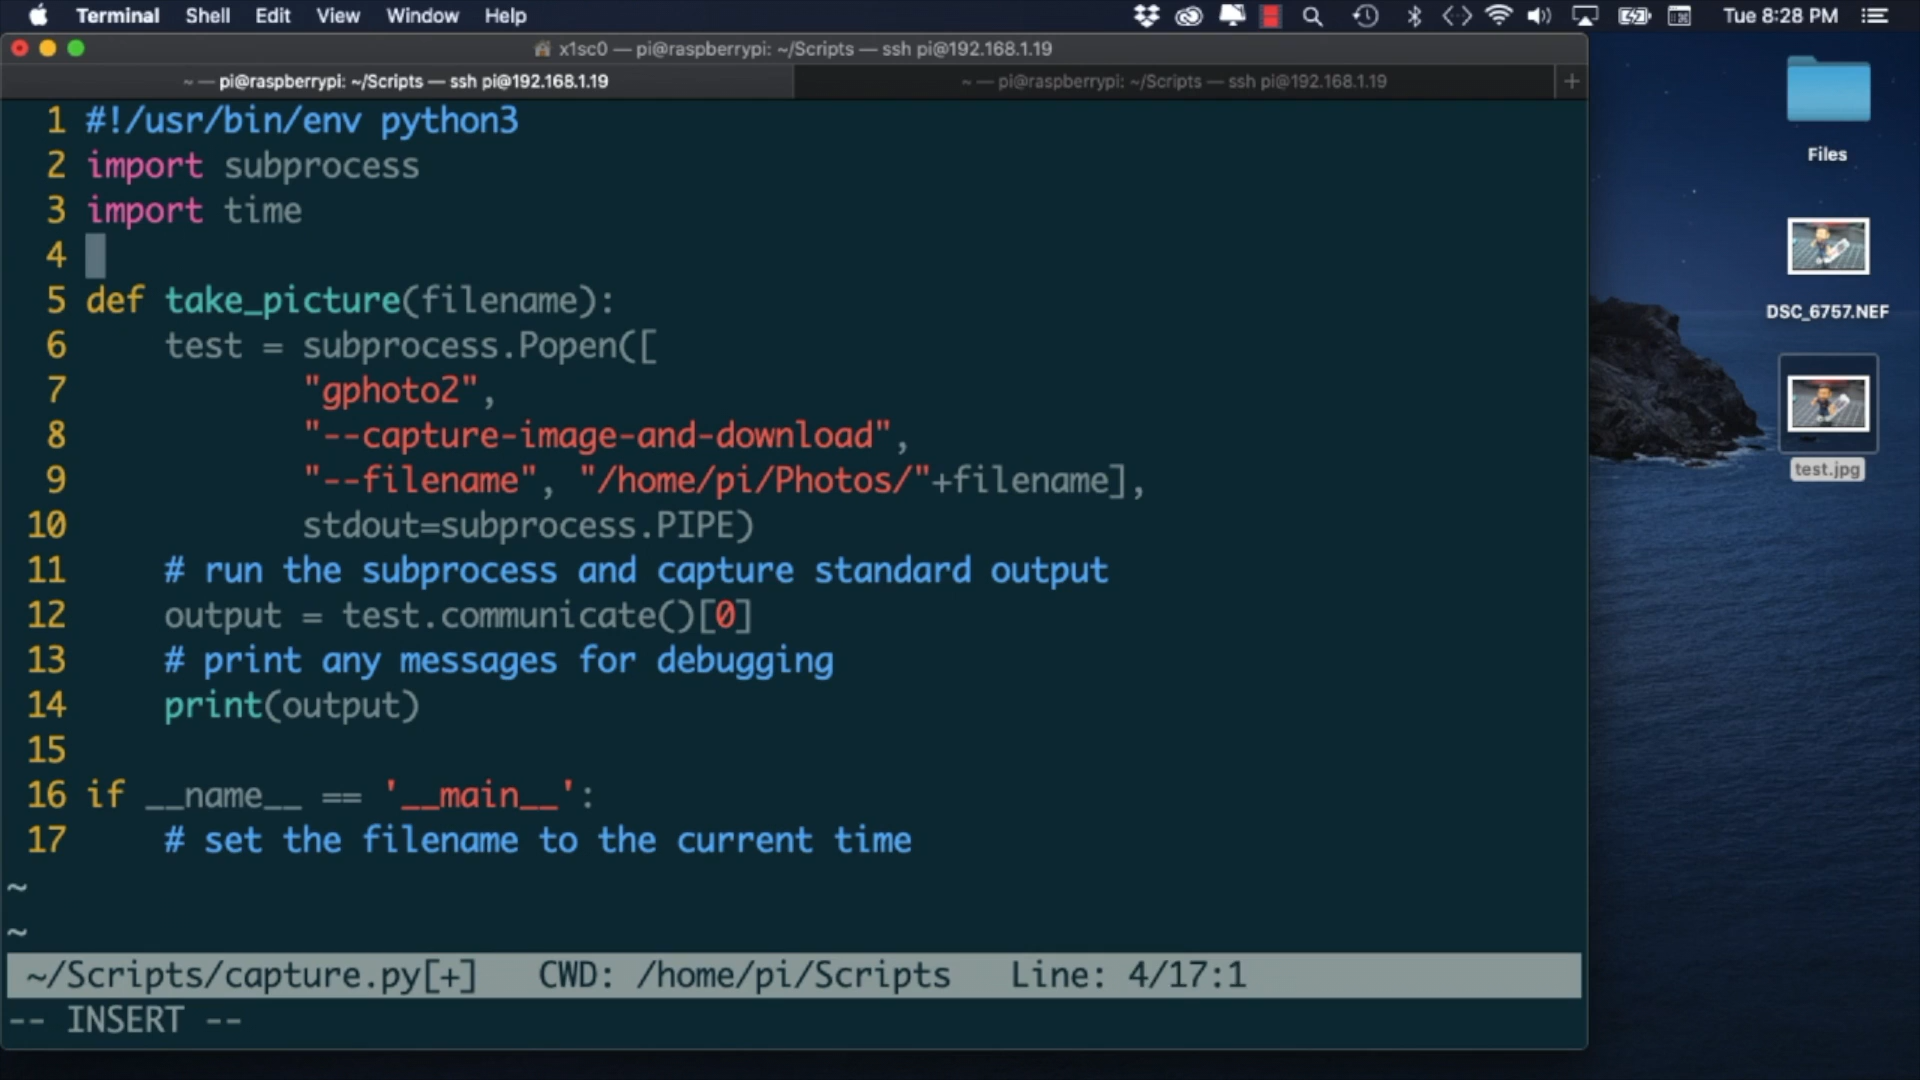 Terminal Shell Edit View Window Help Tue 8:28 PM
x1sc0 — pi@raspberrypi: ~/Scripts — ssh pi@192.168.1.19
~ — pi@raspberrypi: ~/Scripts — ssh pi@192.168.1.19
~ — pi@raspberrypi: ~/Scripts — ssh pi@192.168.1.19 +
1 #!/usr/bin/env python3
2 import subprocess
3 import time
4
5 def take_picture(filename):
6     test = subprocess.Popen([
7            "gphoto2",
8            "--capture-image-and-download",
9            "--filename", "/home/pi/Photos/"+filename],
10            stdout=subprocess.PIPE)
11     # run the subprocess and capture standard output
12     output = test.communicate()[0]
13     # print any messages for debugging
14     print(output)
15
16 if __name__ == '__main__':
17     # set the filename to the current time
~
~
~/Scripts/capture.py[+]   CWD: /home/pi/Scripts   Line: 4/17:1
-- INSERT --
Files
DSC_6757.NEF
test.jpg